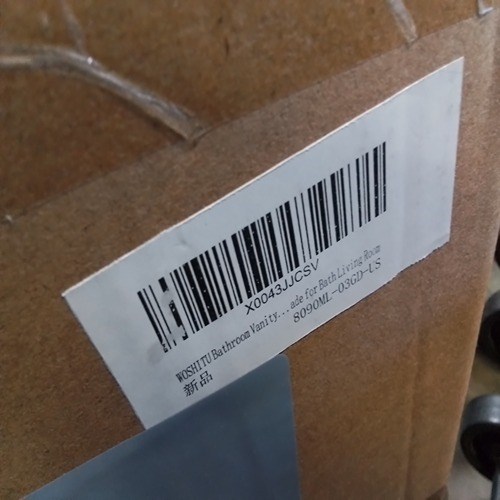 X0043JJCSV
WOSHITU Bathroom Vanity... ade for Bath Living Room
8090ML-03GD-US
新品